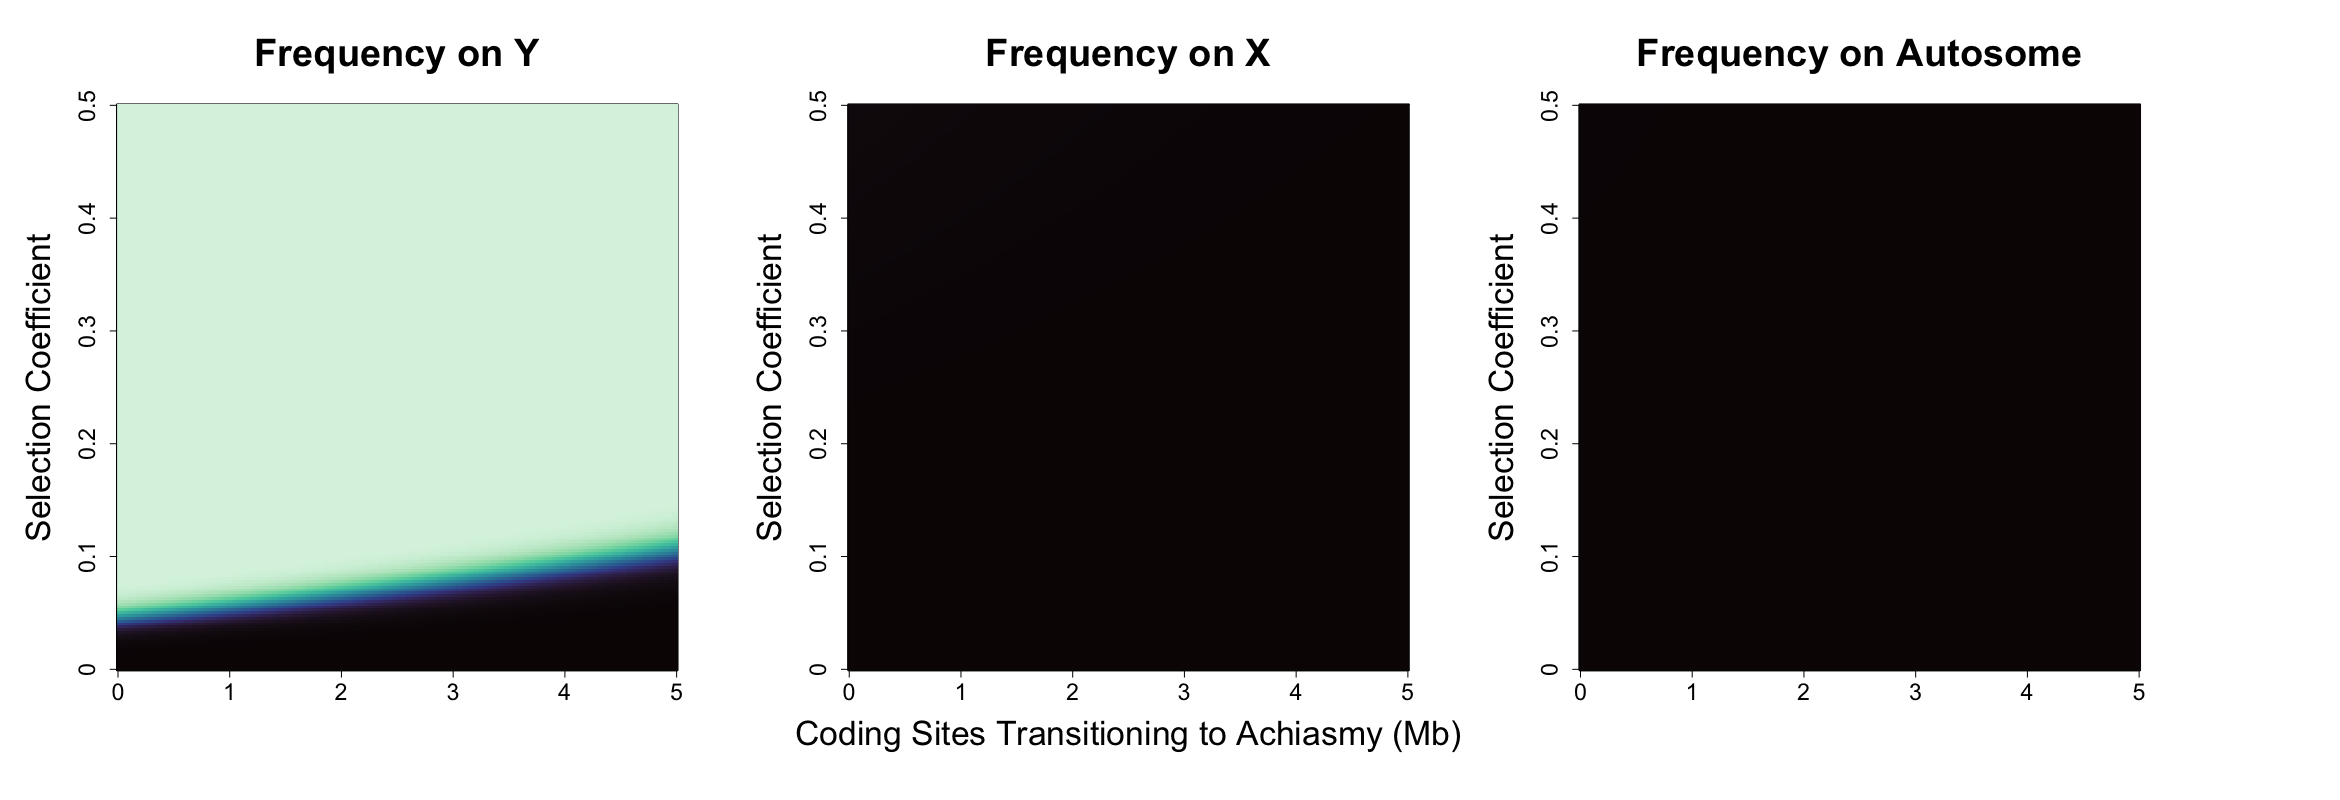 Frequency on Y
Frequency on X
Frequency on Autosome
Selection Coefficient
0.5
0.4
0.3
0.2
0.1
0
0 1 2 3 4 5
Selection Coefficient
0.5
0.4
0.3
0.2
0.1
0
0 1 2 3 4 5
Selection Coefficient
0.5
0.4
0.3
0.2
0.1
0
0 1 2 3 4 5
Coding Sites Transitioning to Achiasmy (Mb)